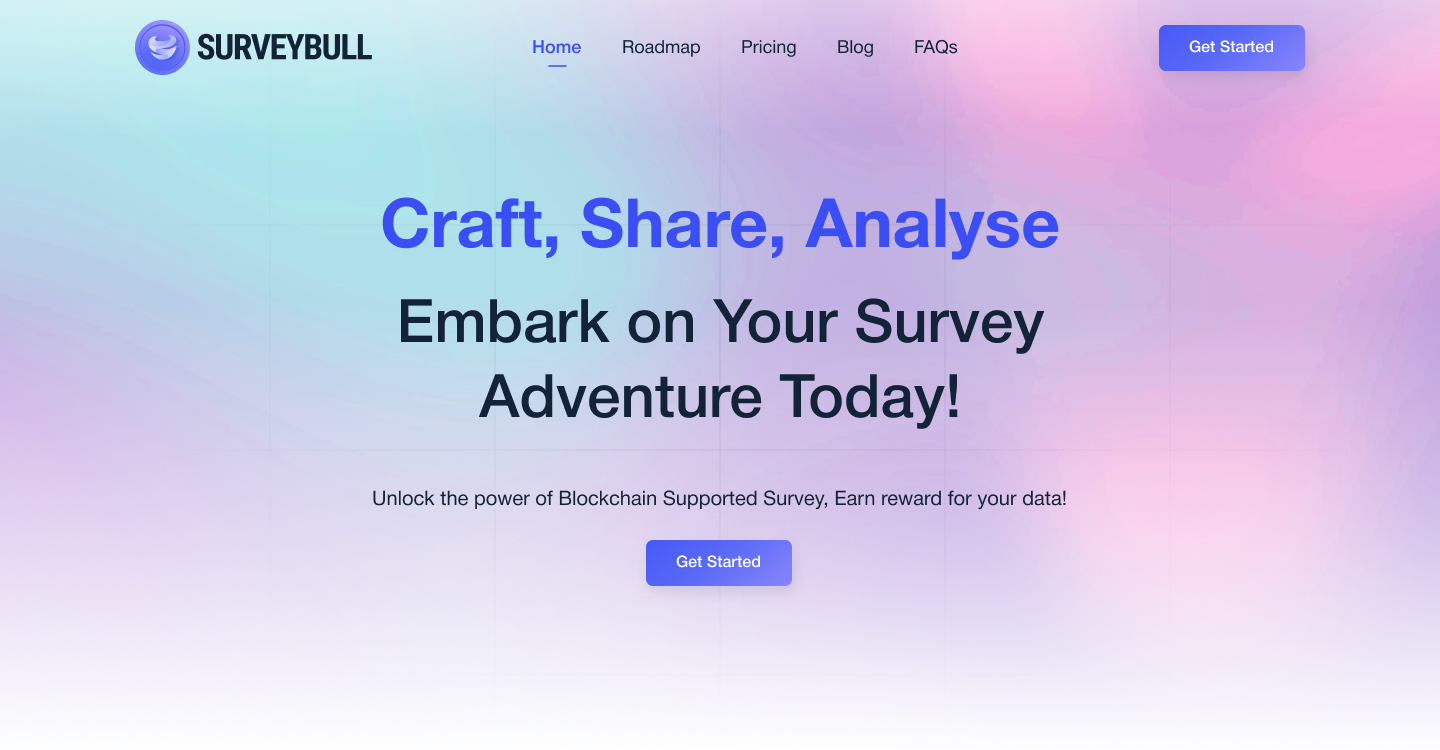 SURVEYBULL
Home
Roadmap
Pricing
Blog
FAQs
Get Started
Craft, Share, Analyse
Embark on Your Survey
Adventure Today!
Unlock the power of Blockchain Supported Survey, Earn reward for your data!
Get Started